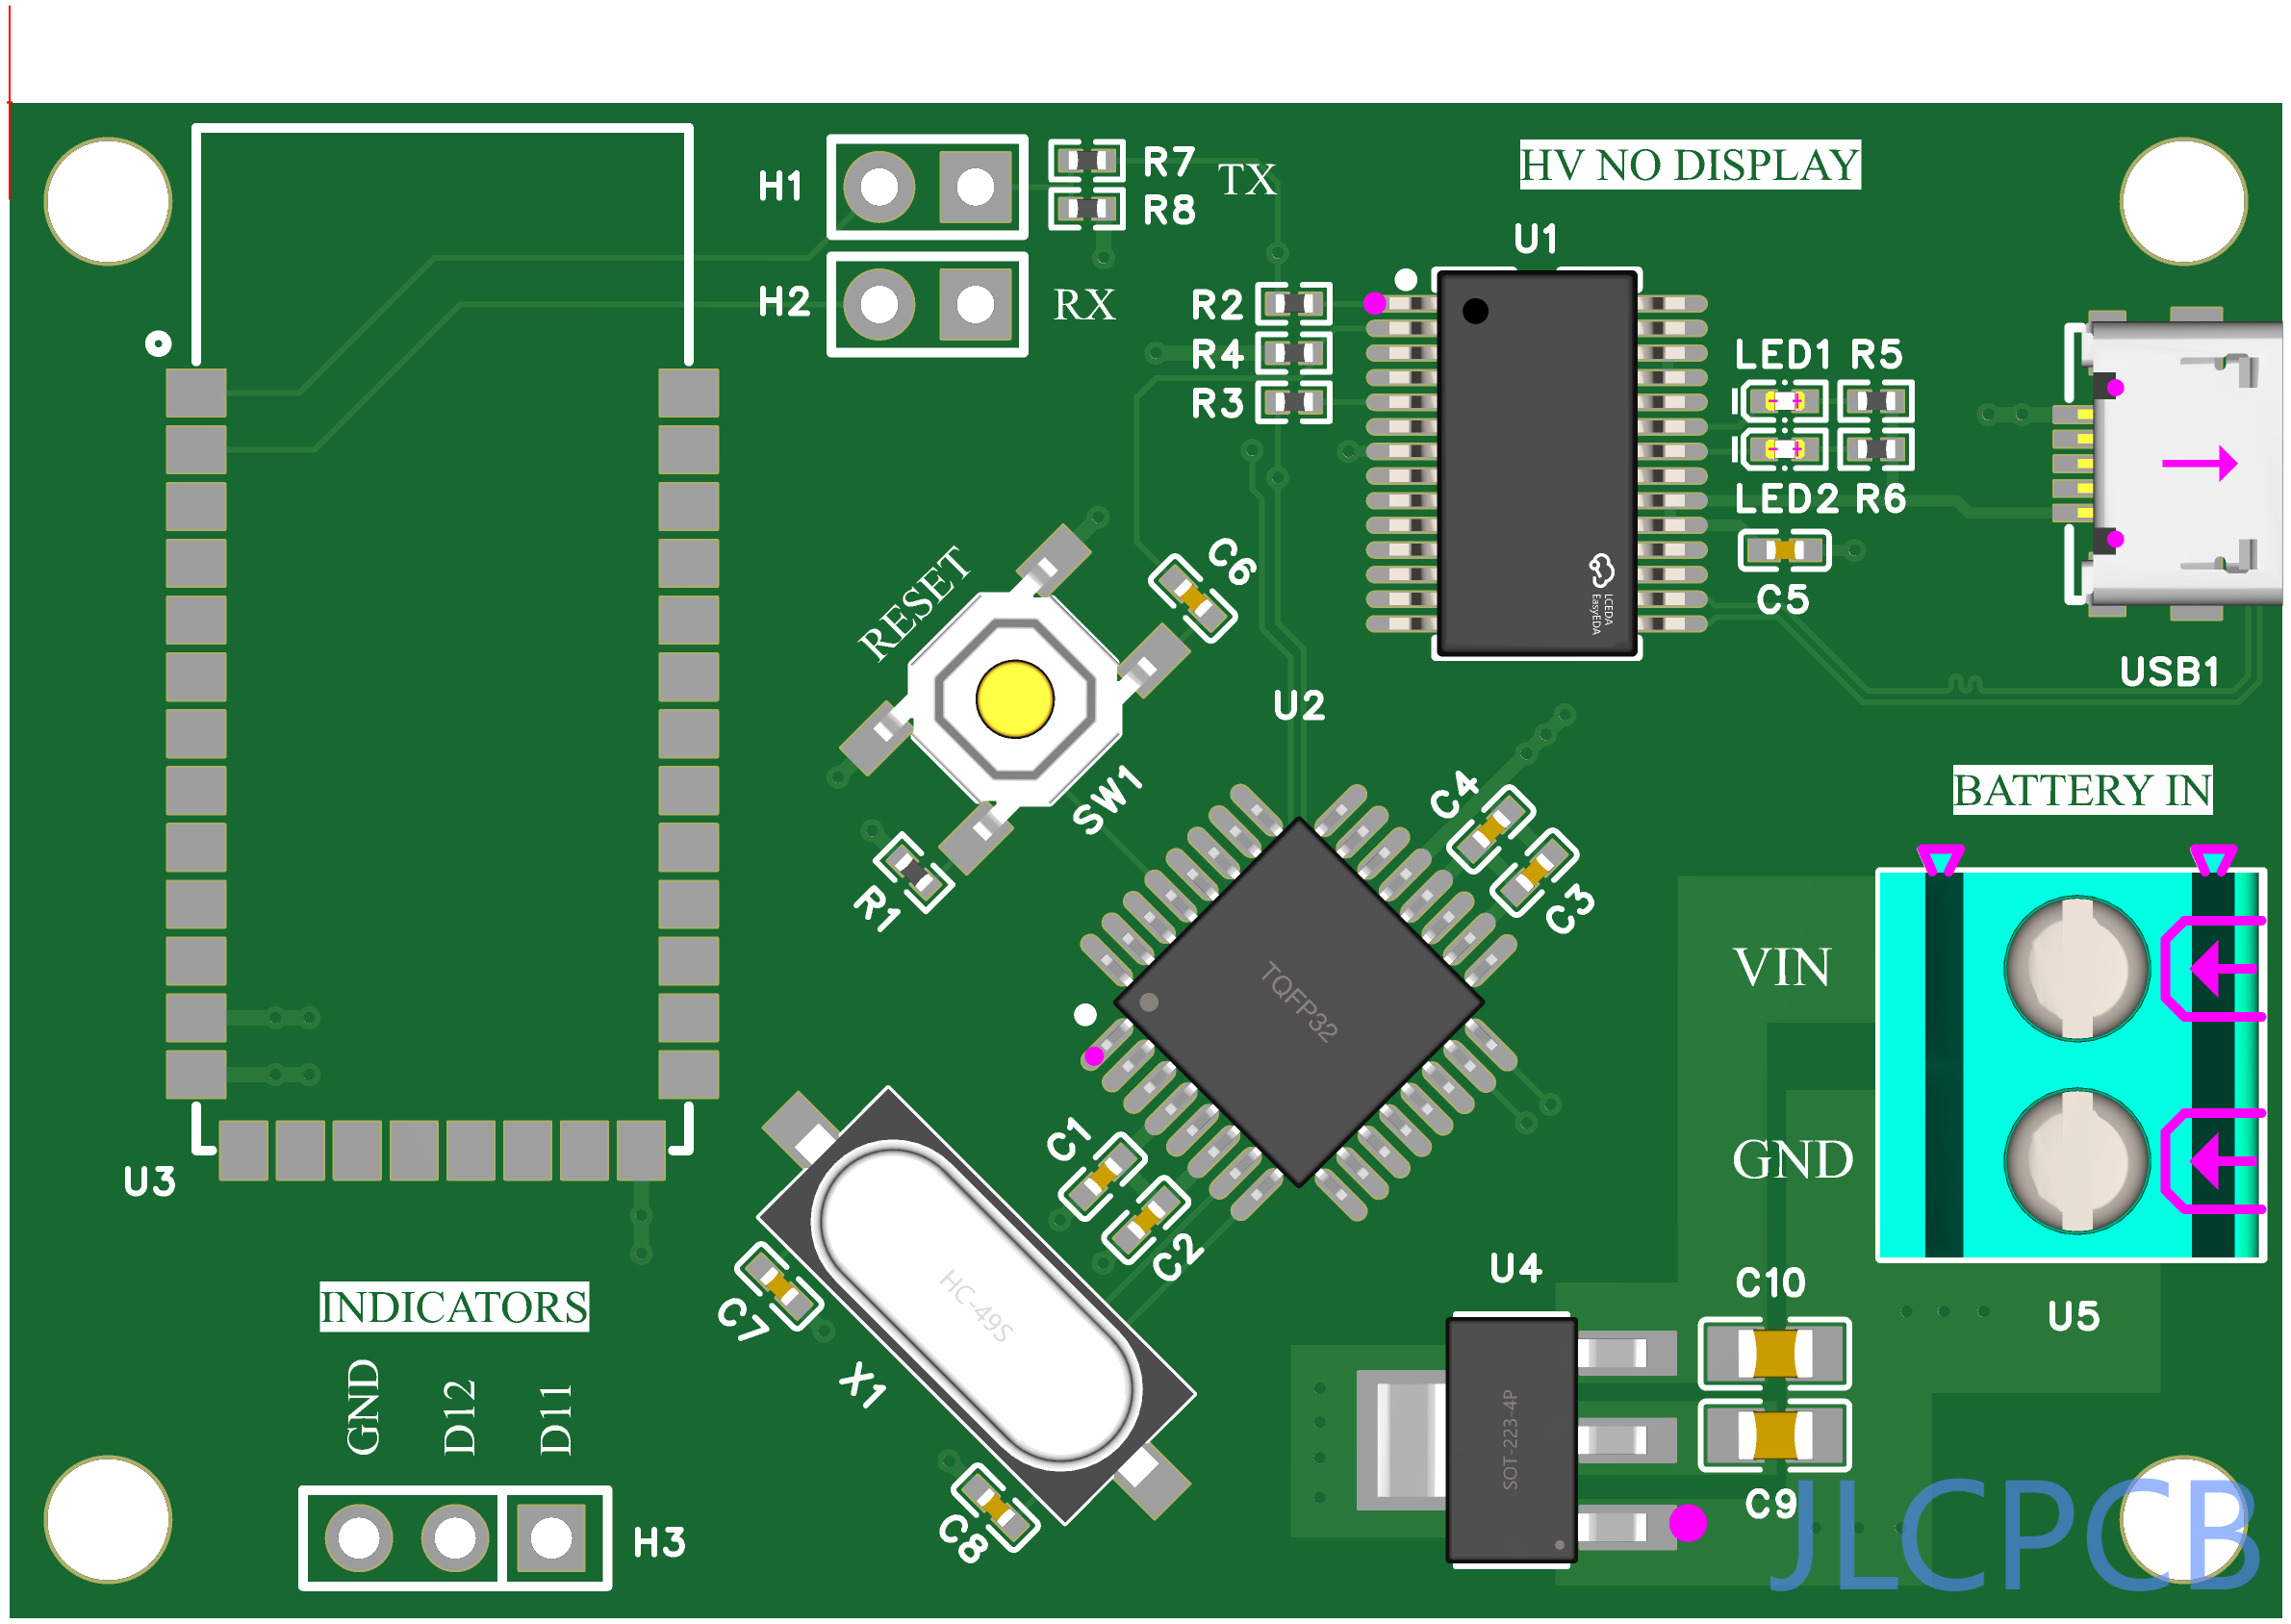 H1
R7
R8
TX
HV NO DISPLAY
U1
H2
RX
R2
R4
R3
LED1 R5
LED2 R6
C5
LCEDA
EasyEDA
USB1
RESET
C6
SW1
R1
U2
C4
C3
TQFP32
BATTERY IN
VIN
GND
U5
U3
C1
C2
HC-49S
C7
X1
C8
U4
SOT-223-4P
C10
C9
INDICATORS
GND
D12
D11
H3
JLCPCB